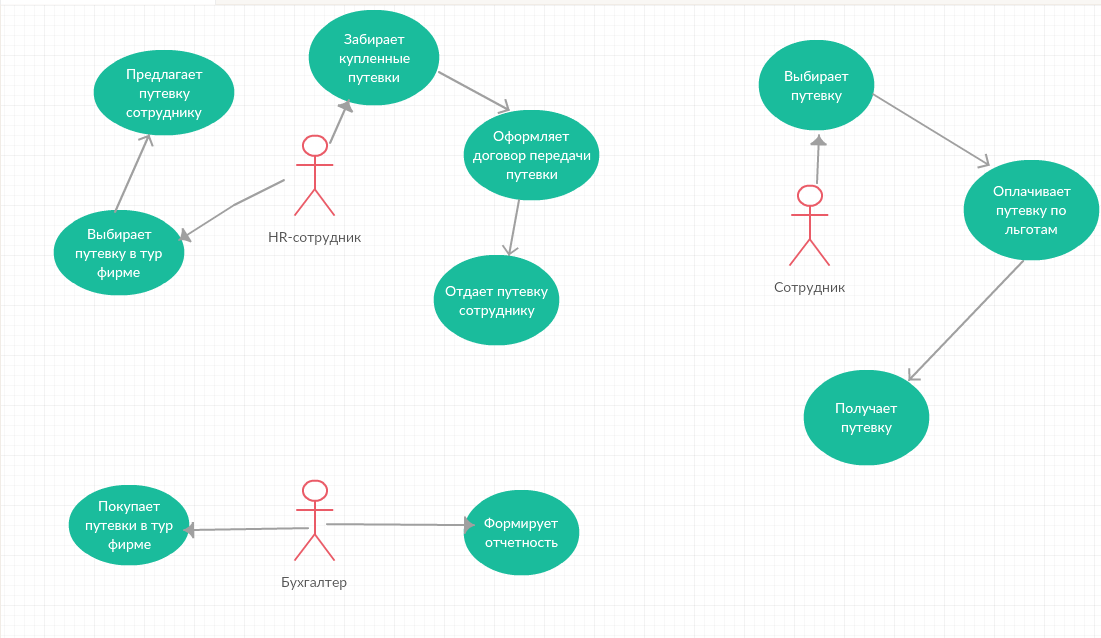 Забирает
купленные
путевки
Предлагает
путевку
сотруднику
Выбирает
путевку
Оформляет
договор передачи
путевки
Оплачивает
путевку по
льготам
HR-сотрудник
Выбирает
путевку в тур
фирме
Отдает путевку
сотруднику
Сотрудник
Получает
путевку
Покупает
путевки в тур
фирме
Формирует
отчетность
Бухгалтер